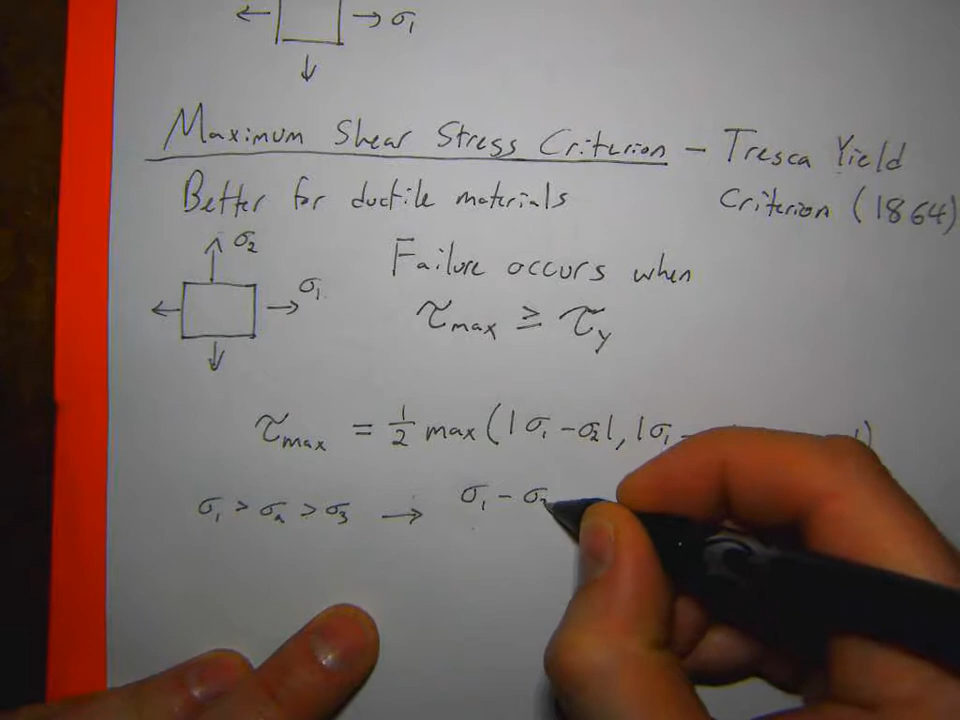 σ₁
Maximum Shear Stress Criterion - Tresca Yield
Better for ductile materials Criterion (1864)
σ₂
σ₁
Failure occurs when
τmax ≥ τy
τmax = 1/2 max(|σ₁ - σ₂|, |σ₁ - |)
σ₁ > σ₂ > σ₃ → σ₁ - σ